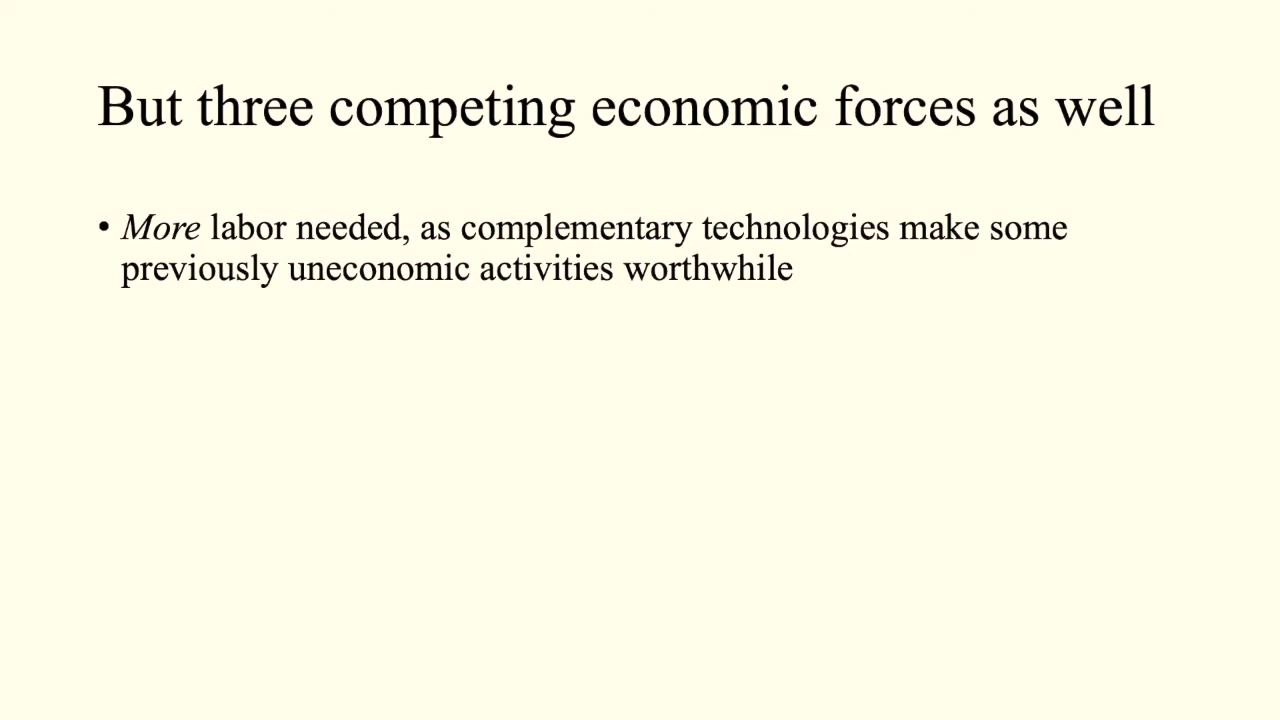 But three competing economic forces as well
• More labor needed, as complementary technologies make some
previously uneconomic activities worthwhile